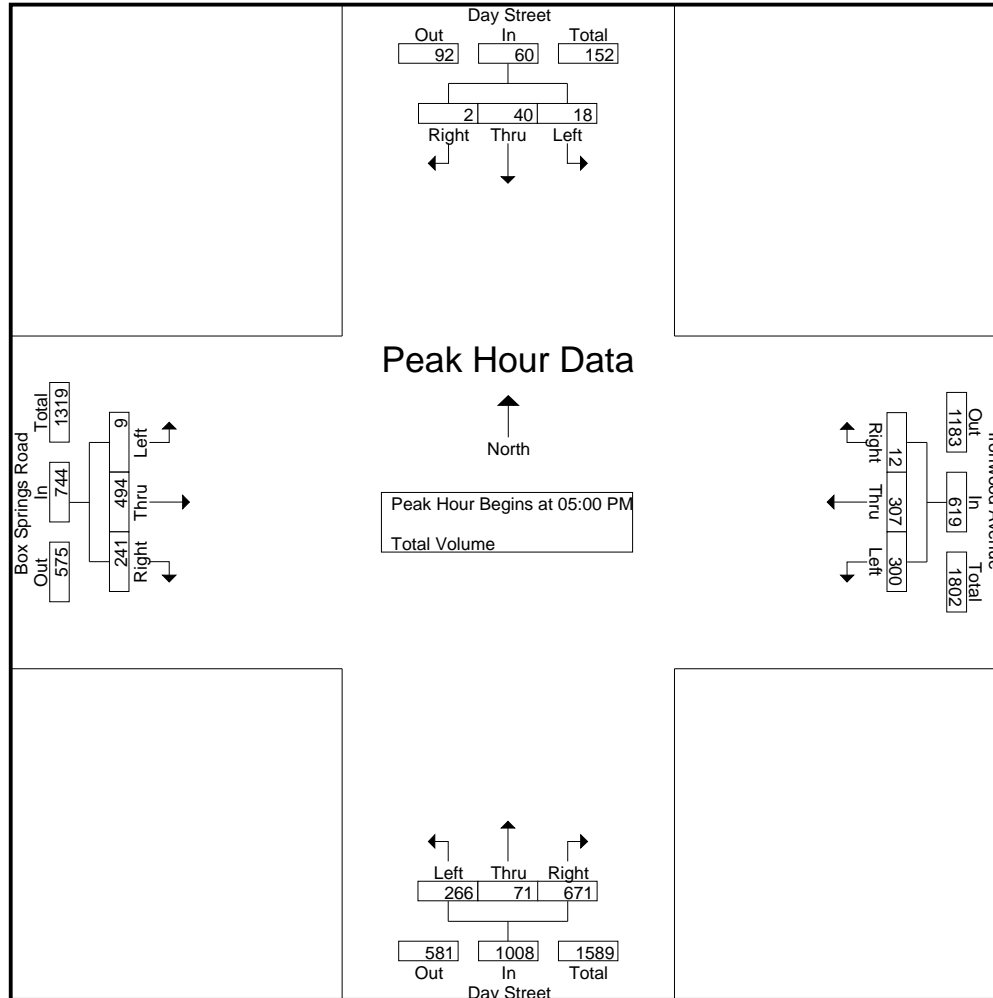 Day Street
Out In Total
92 60 152
2 40 18
Right Thru Left
Peak Hour Data
North
Peak Hour Begins at 05:00 PM
Total Volume
Box Springs Road
Total In Out
1319 744 575
9 494 241
Left Thru Right
Avenue
Out In Total
1183 619 1802
12 307 300
Right Thru Left
Left Thru Right
266 71 671
581 1008 1589
Out In Total
Day Street